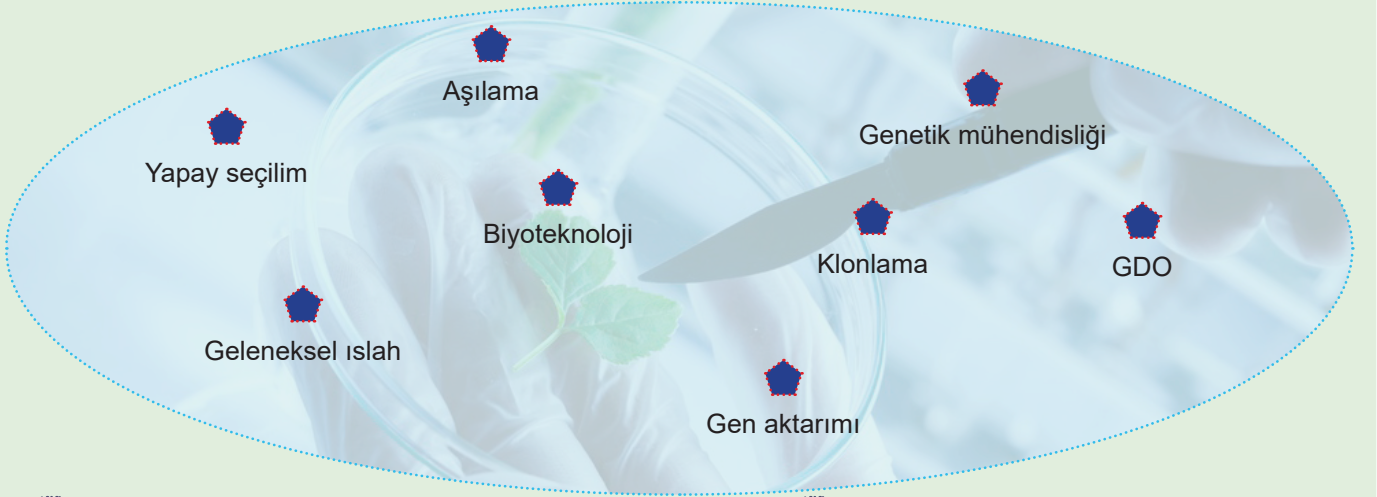 Aşılama
Genetik mühendisliği
Yapay seçilim
Biyoteknoloji
Klonlama
GDO
Geleneksel ıslah
Gen aktarımı